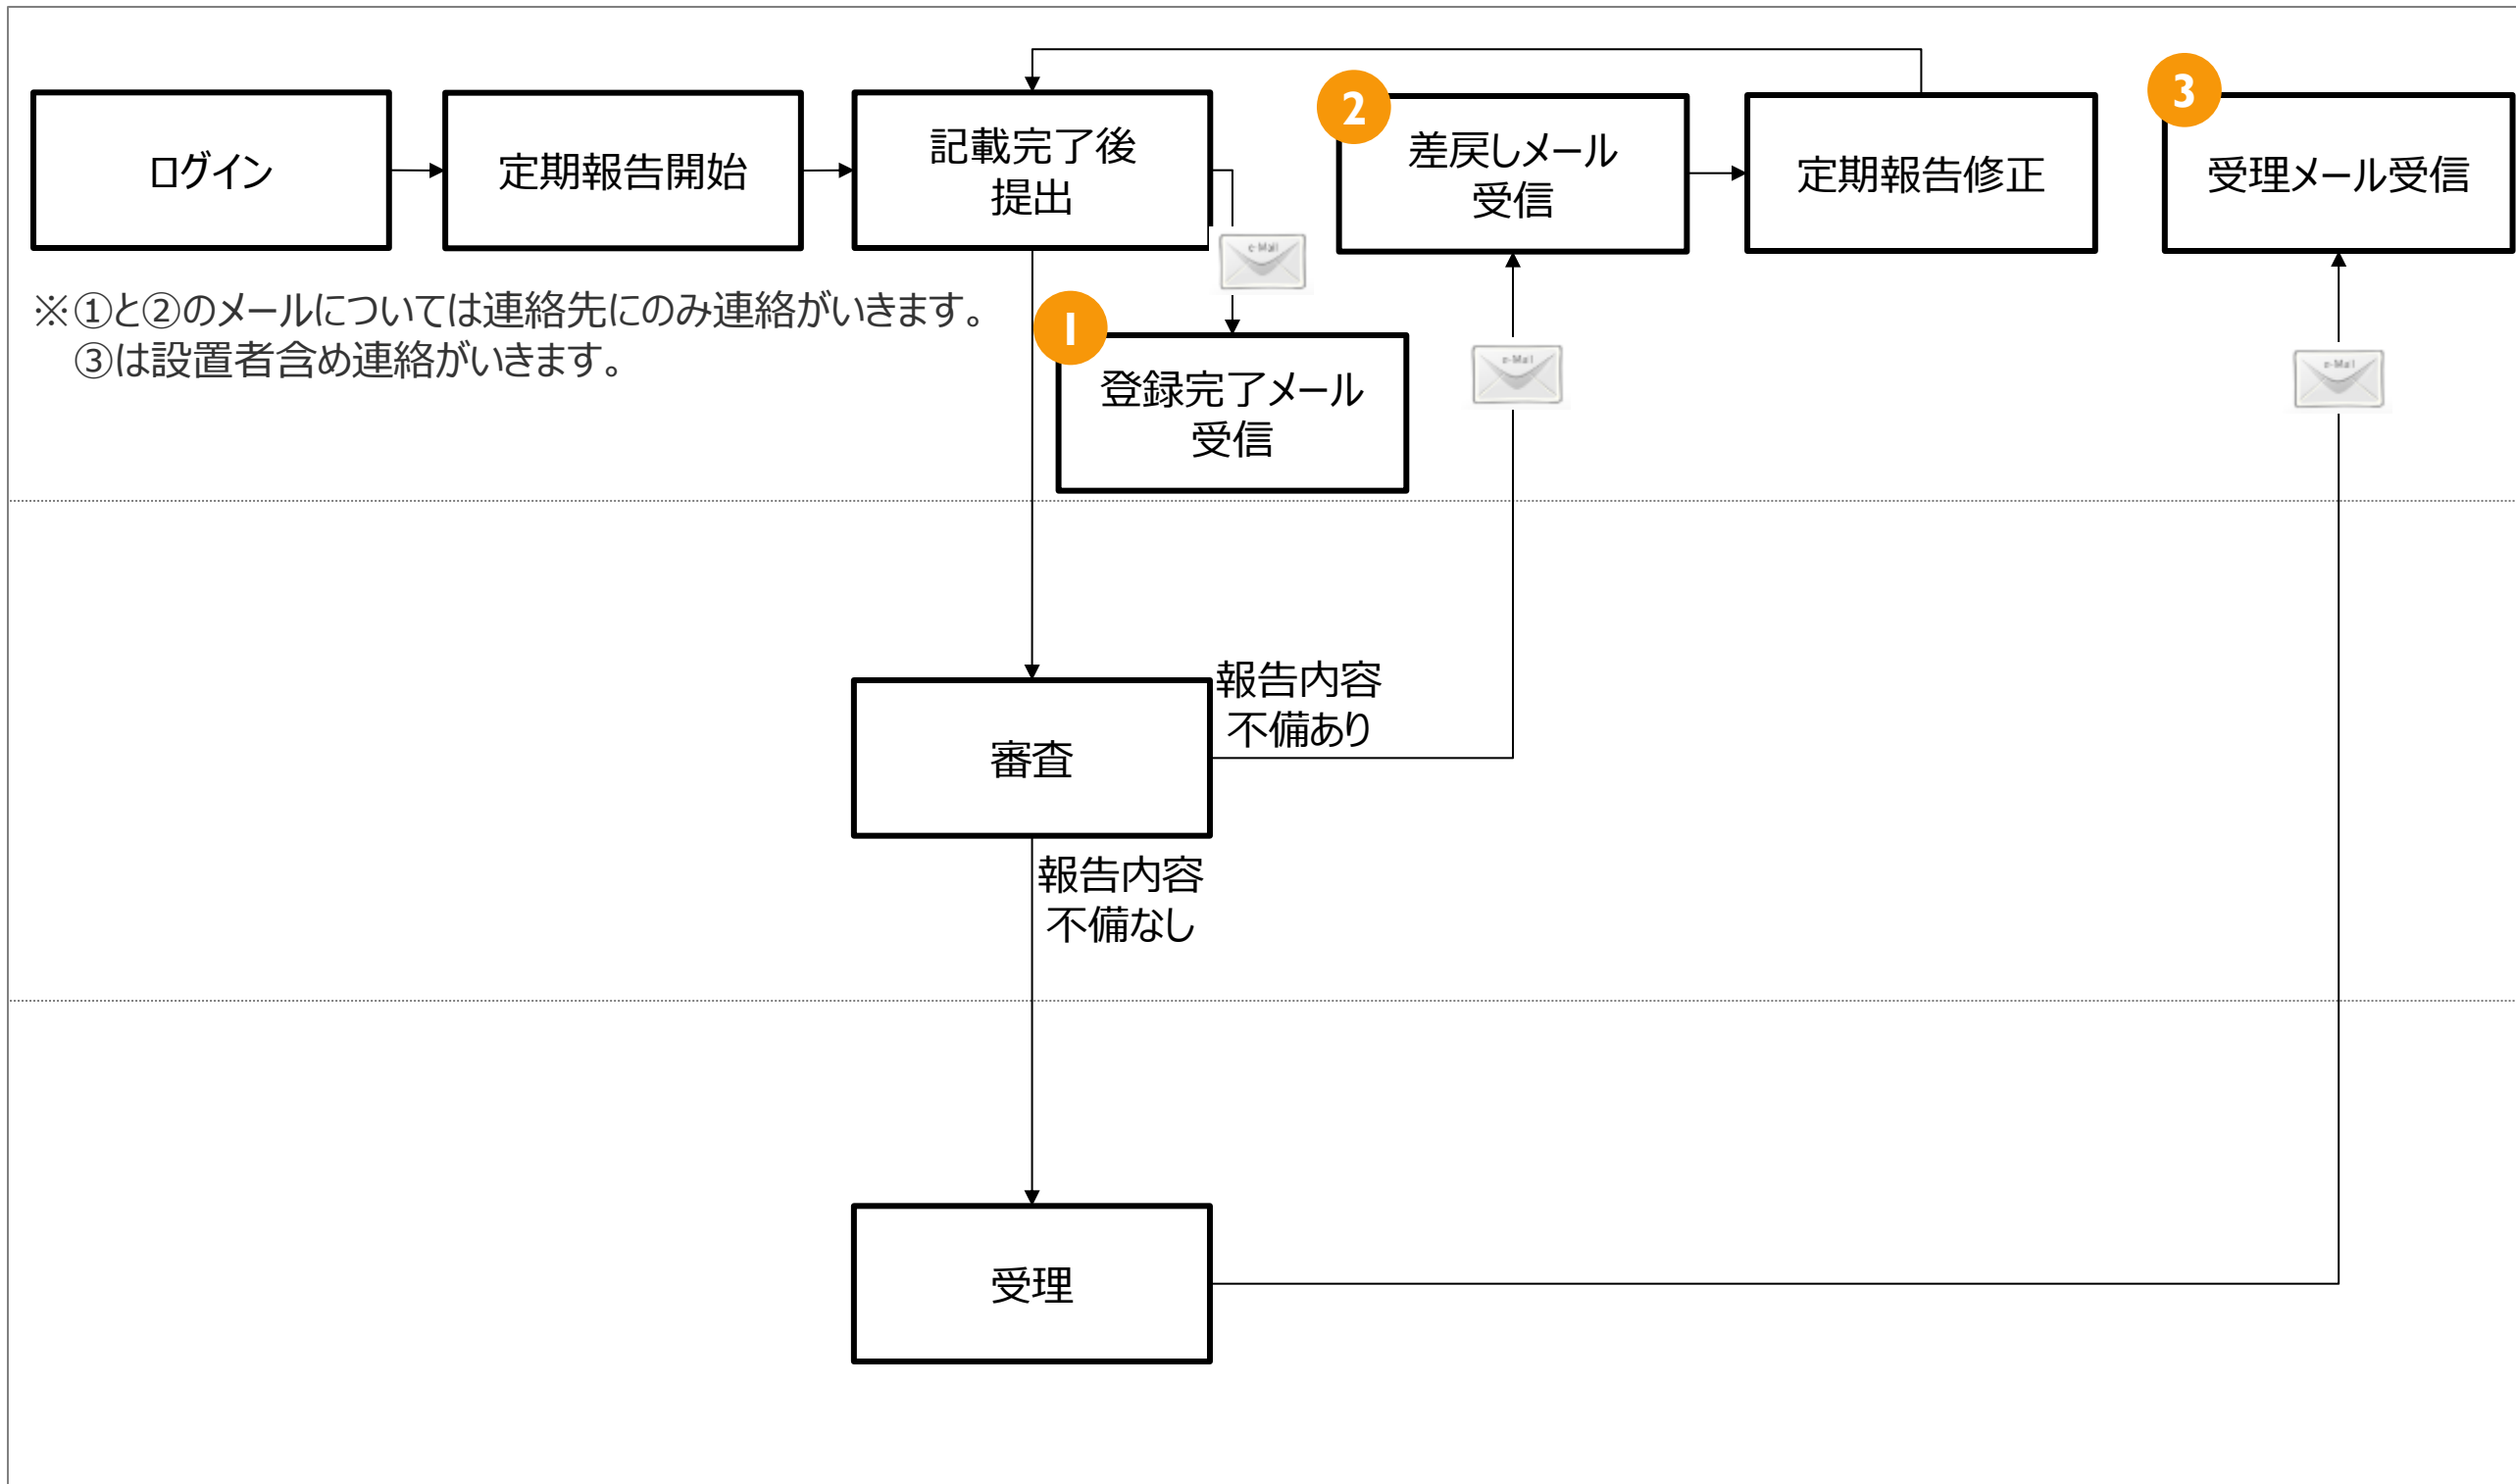 ログイン
定期報告開始
記載完了後
提出
2
差戻しメール
受信
定期報告修正
3
受理メール受信
e-Mail
※①と②のメールについては連絡先にのみ連絡がいきます。
③は設置者含め連絡がいきます。
1
登録完了メール
受信
e-Mail
e-Mail
審査
報告内容
不備あり
報告内容
不備なし
受理